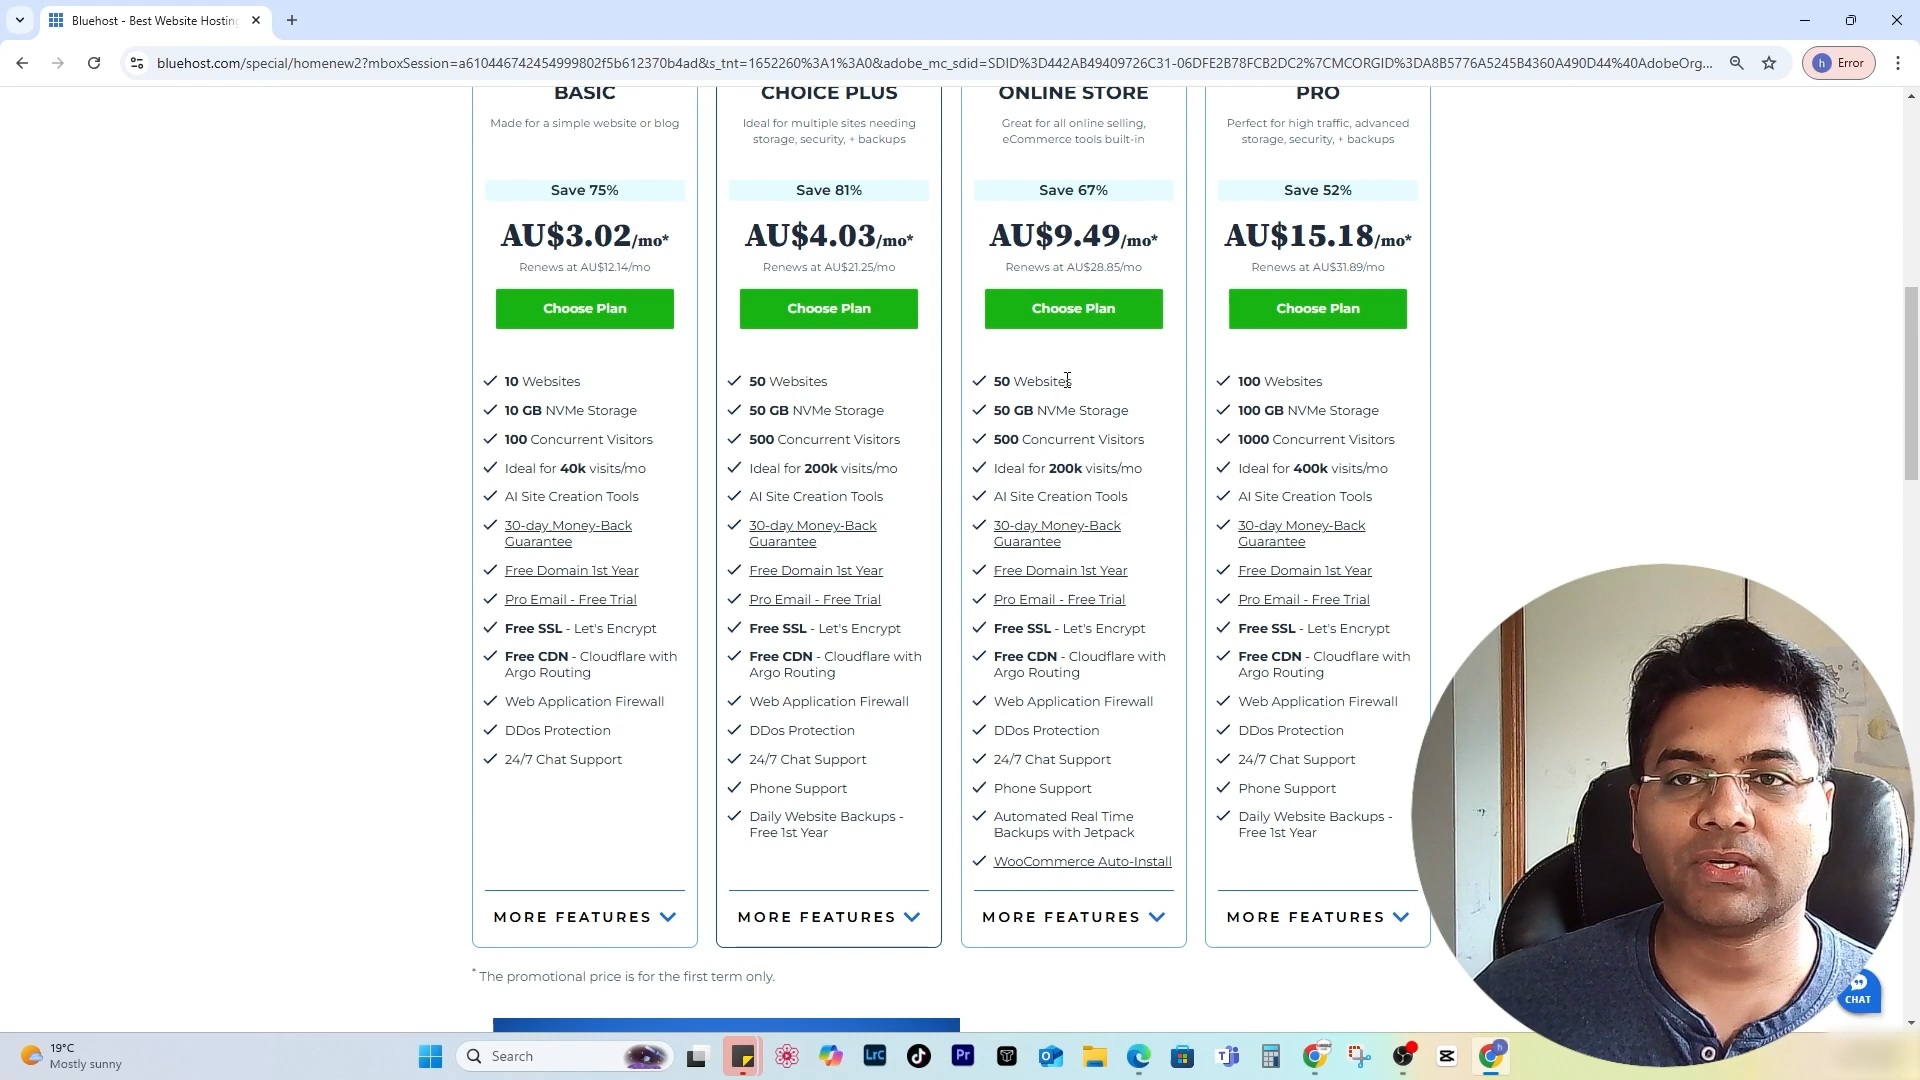 Bluehost - Best Website Hosting
bluehost.com/special/homenew2?mboxSession=a610446742454999802f5b612370b4ad&s_tnt=1652260%3A1%3A0&adobe_mc_sdid=SDID%3D442AB49409726C31-06DFE2B78FCB2DC2%7CMCORGID%3DA8B5776A5245B4360A490D44%40AdobeOrg...
h Error
BASIC
Made for a simple website or blog
Save 75%
AU$3.02/mo*
Renews at AU$12.14/mo
Choose Plan
10 Websites
10 GB NVMe Storage
100 Concurrent Visitors
Ideal for 40k visits/mo
AI Site Creation Tools
30-day Money-Back
Guarantee
Free Domain 1st Year
Pro Email - Free Trial
Free SSL - Let's Encrypt
Free CDN - Cloudflare with
Argo Routing
Web Application Firewall
DDos Protection
24/7 Chat Support
MORE FEATURES
CHOICE PLUS
Ideal for multiple sites needing
storage, security, + backups
Save 81%
AU$4.03/mo*
Renews at AU$21.25/mo
Choose Plan
50 Websites
50 GB NVMe Storage
500 Concurrent Visitors
Ideal for 200k visits/mo
AI Site Creation Tools
30-day Money-Back
Guarantee
Free Domain 1st Year
Pro Email - Free Trial
Free SSL - Let's Encrypt
Free CDN - Cloudflare with
Argo Routing
Web Application Firewall
DDos Protection
24/7 Chat Support
Phone Support
Daily Website Backups -
Free 1st Year
MORE FEATURES
ONLINE STORE
Great for all online selling,
eCommerce tools built-in
Save 67%
AU$9.49/mo*
Renews at AU$28.85/mo
Choose Plan
50 Websites
50 GB NVMe Storage
500 Concurrent Visitors
Ideal for 200k visits/mo
AI Site Creation Tools
30-day Money-Back
Guarantee
Free Domain 1st Year
Pro Email - Free Trial
Free SSL - Let's Encrypt
Free CDN - Cloudflare with
Argo Routing
Web Application Firewall
DDos Protection
24/7 Chat Support
Phone Support
Automated Real Time
Backups with Jetpack
WooCommerce Auto-Install
MORE FEATURES
PRO
Perfect for high traffic, advanced
storage, security, + backups
Save 52%
AU$15.18/mo*
Renews at AU$31.89/mo
Choose Plan
100 Websites
100 GB NVMe Storage
1000 Concurrent Visitors
Ideal for 400k visits/mo
AI Site Creation Tools
30-day Money-Back
Guarantee
Free Domain 1st Year
Pro Email - Free Trial
Free SSL - Let's Encrypt
Free CDN - Cloudflare with
Argo Routing
Web Application Firewall
DDos Protection
24/7 Chat Support
Phone Support
Daily Website Backups -
Free 1st Year
MORE FEATURES
* The promotional price is for the first term only.
CHAT
19°C
Mostly sunny
Search
LrC
Pr